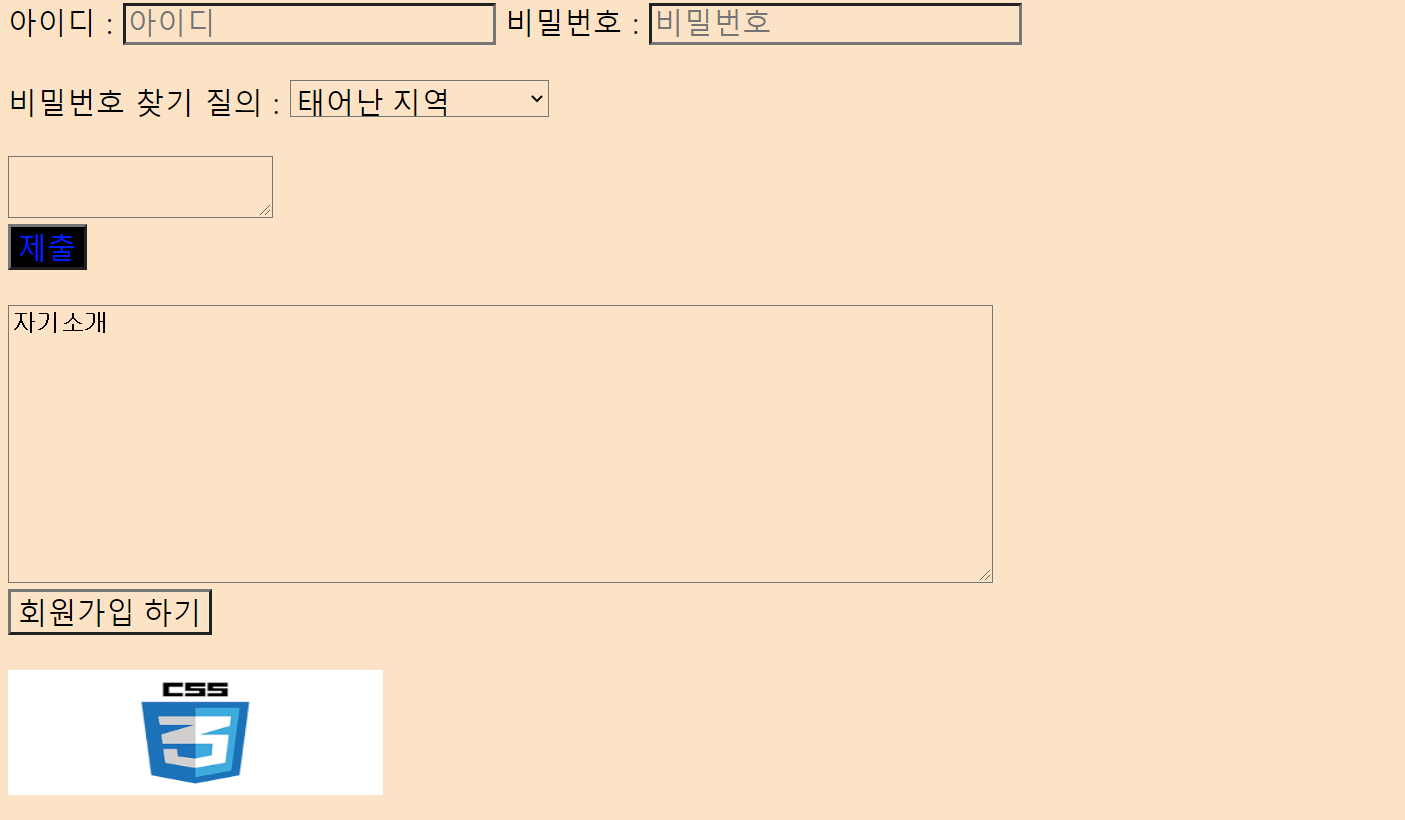 아이디 : 아이디 비밀번호 : 비밀번호
비밀번호 찾기 질의 : 태어난 지역
제출
자기소개
회원가입 하기
CSS
3